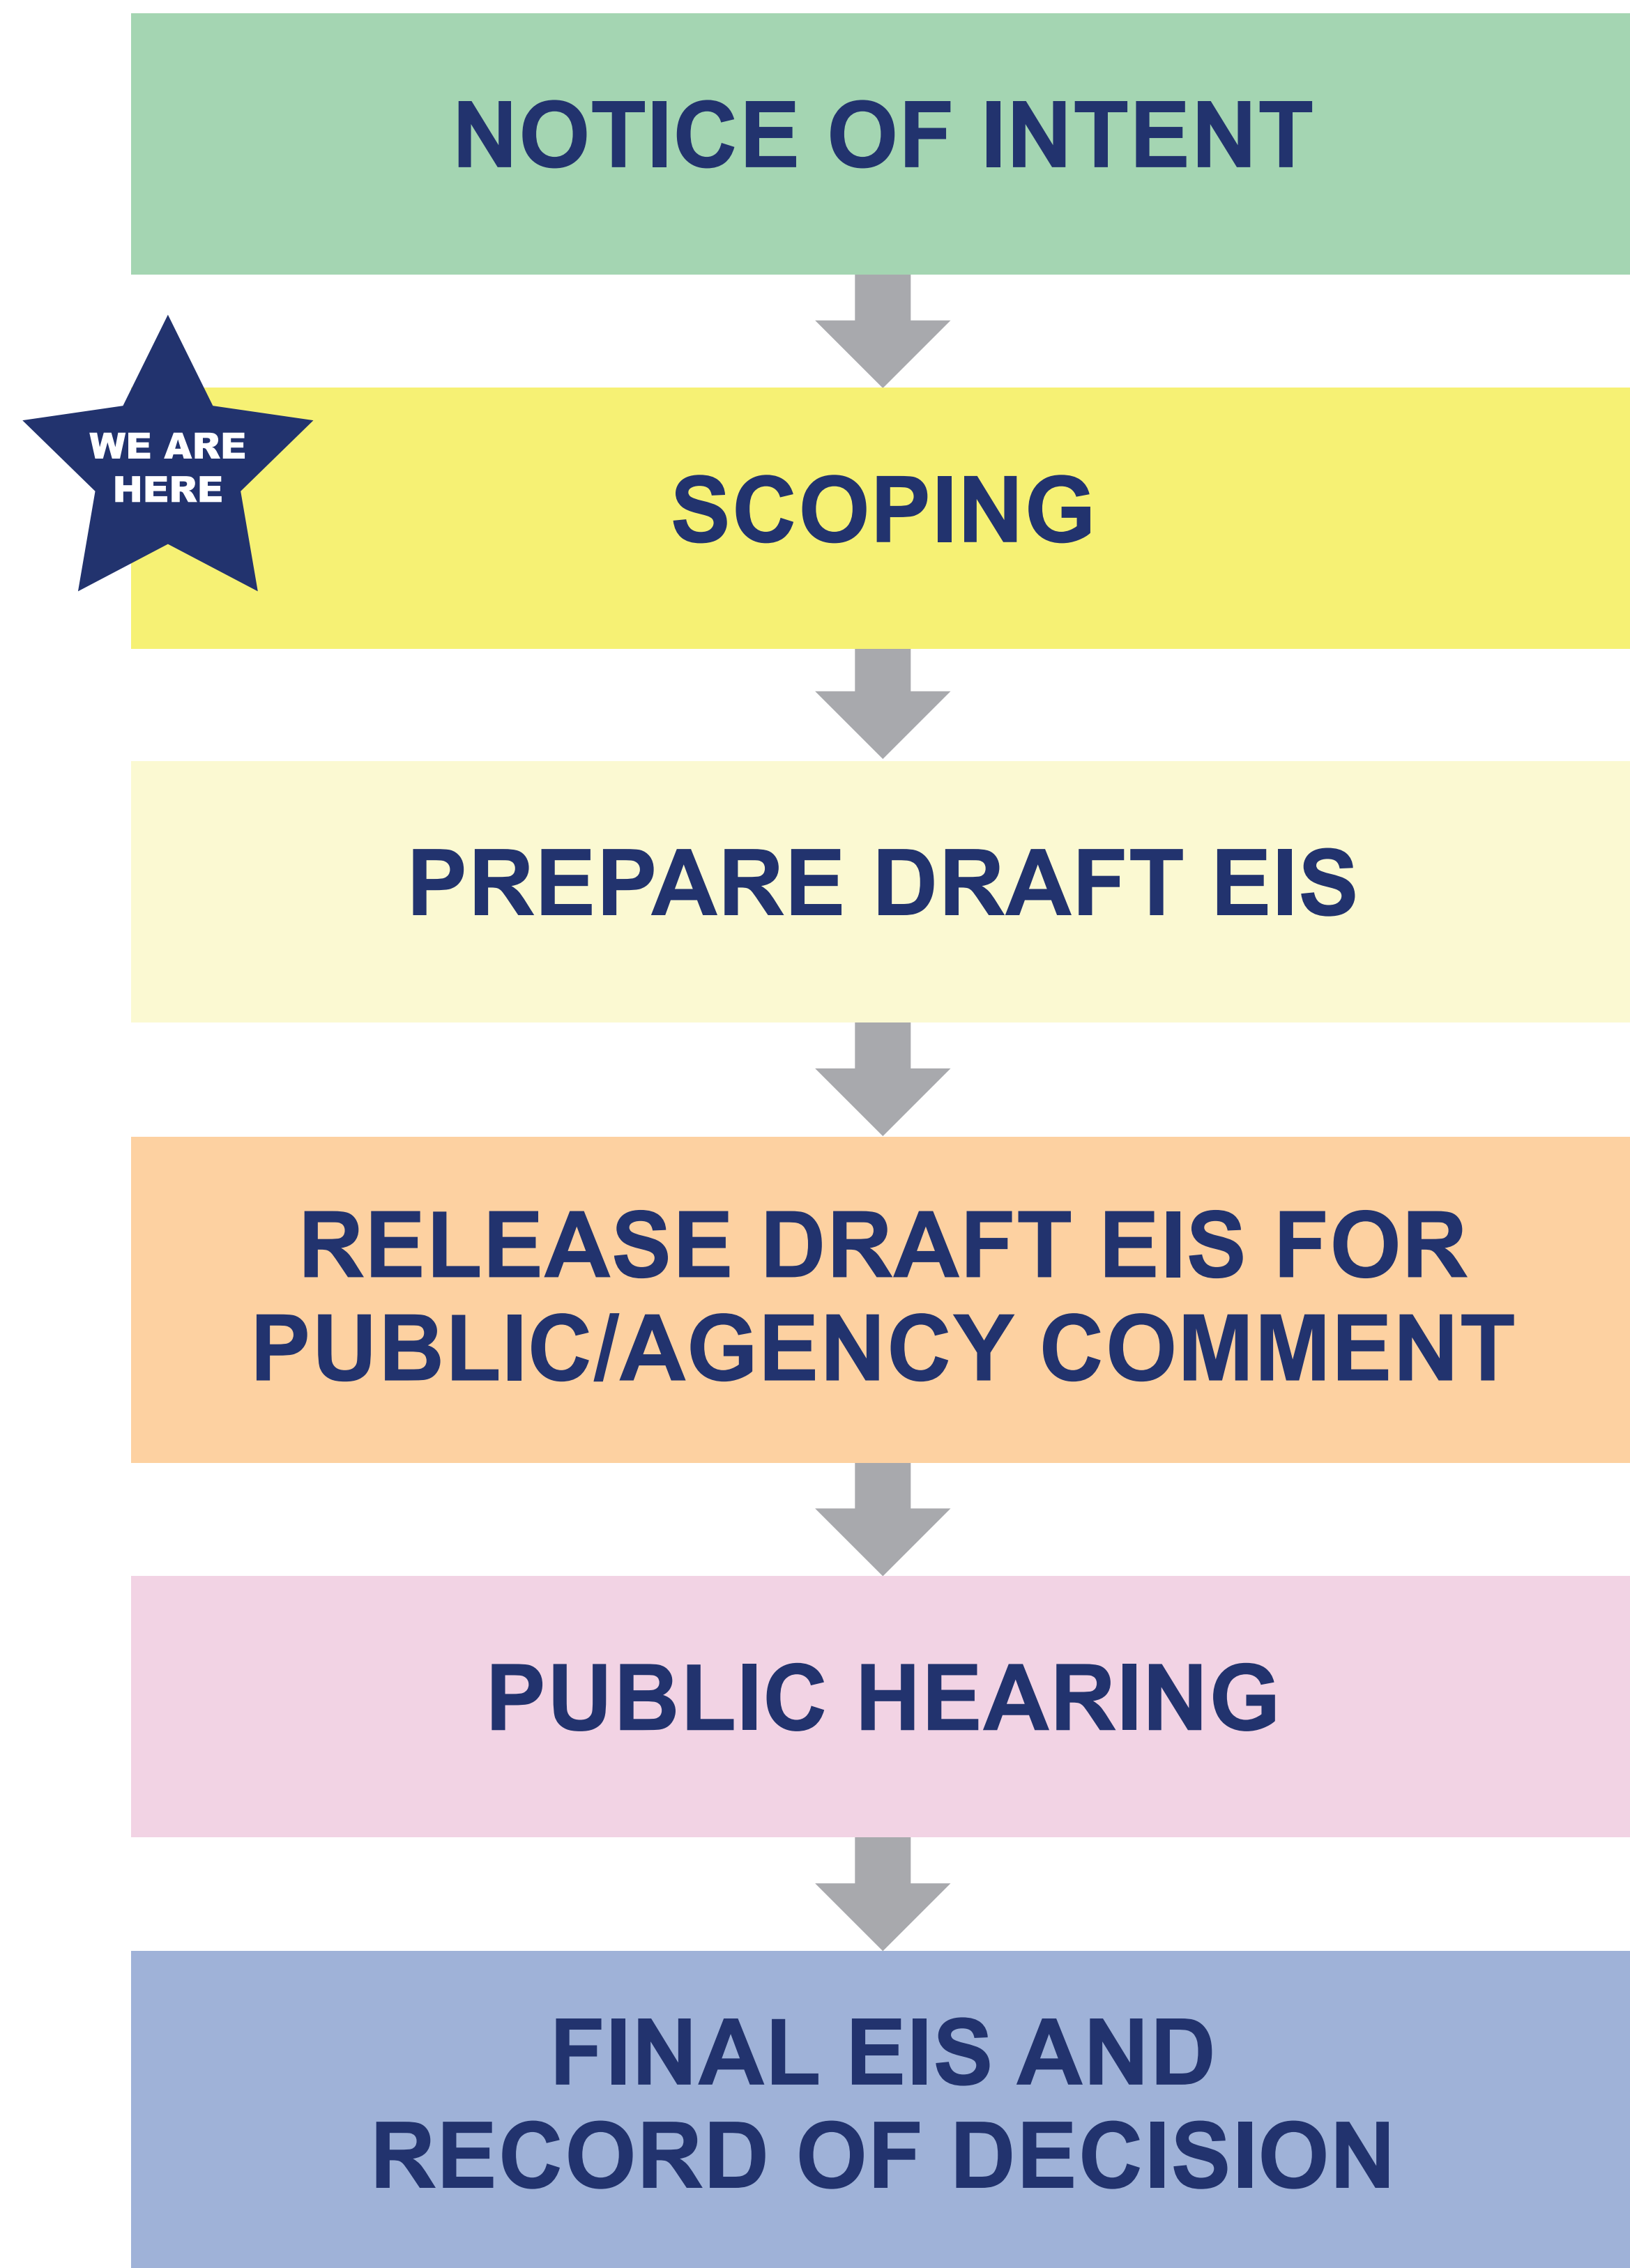 NOTICE OF INTENT
WE ARE
HERE
SCOPING
PREPARE DRAFT EIS
RELEASE DRAFT EIS FOR
PUBLIC/AGENCY COMMENT
PUBLIC HEARING
FINAL EIS AND
RECORD OF DECISION